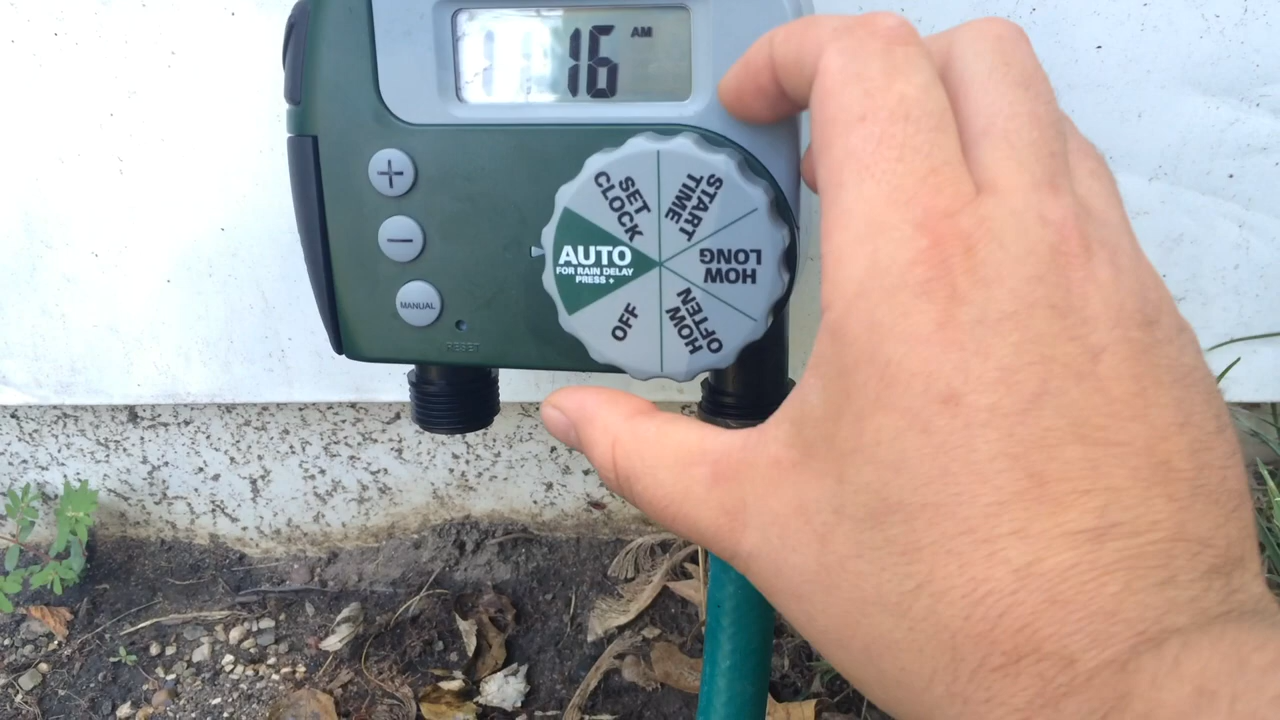 16 AM
+
SET
CLOCK
START
TIME
AUTO
FOR RAIN DELAY
PRESS +
HOW
LONG
−
OFF
HOW
OFTEN
MANUAL
RESET